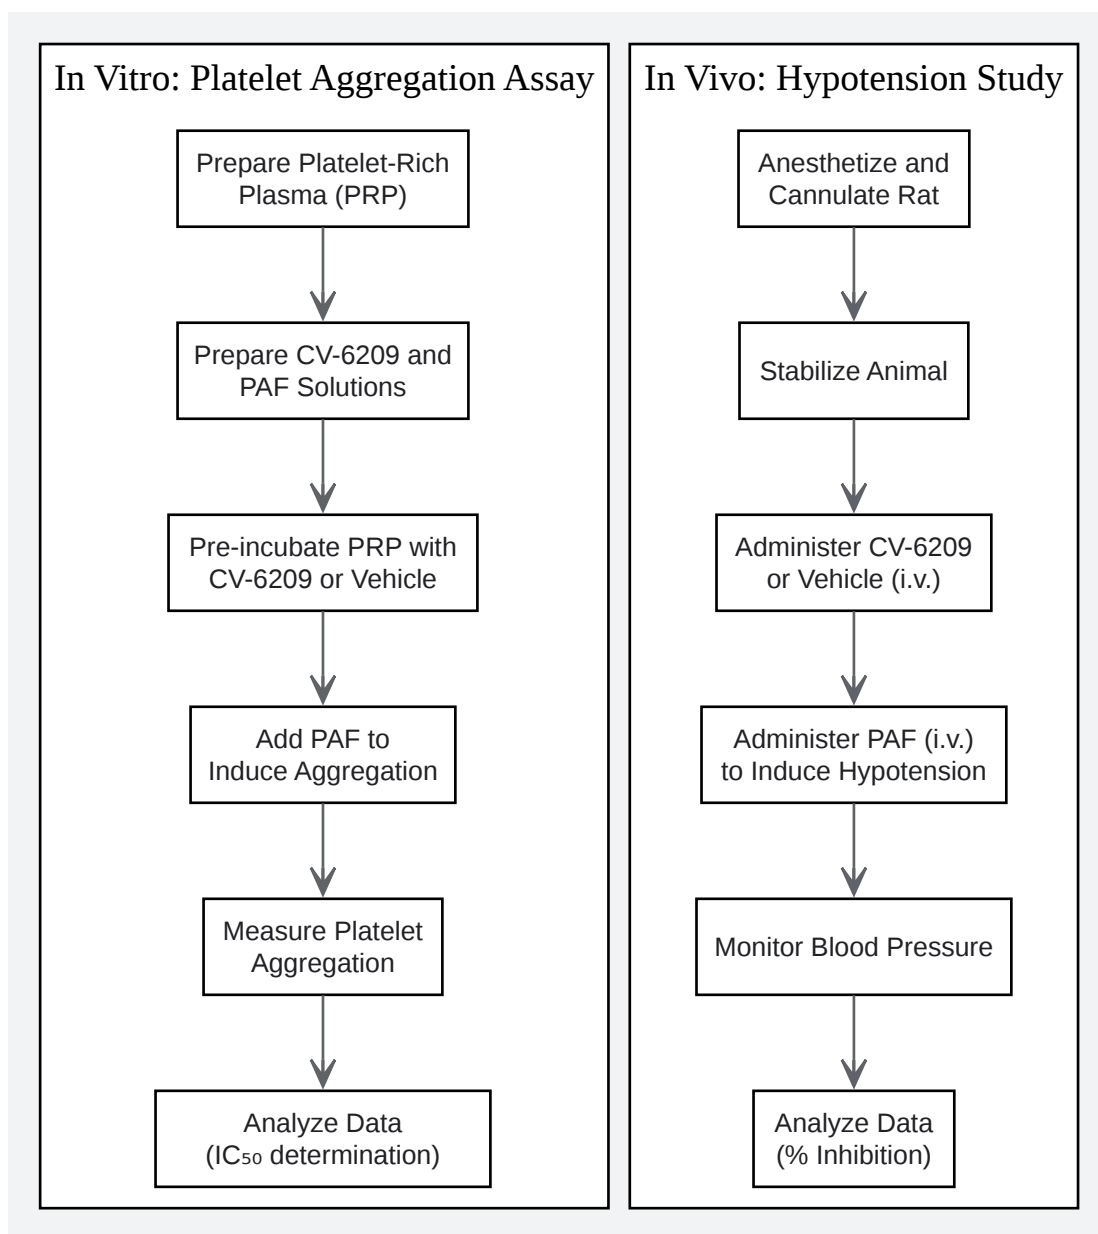 In Vitro: Platelet Aggregation Assay
Prepare Platelet-Rich
Plasma (PRP)
Prepare CV-6209 and
PAF Solutions
Pre-incubate PRP with
CV-6209 or Vehicle
Add PAF to
Induce Aggregation
Measure Platelet
Aggregation
Analyze Data
(IC₅₀ determination)
In Vivo: Hypotension Study
Anesthetize and
Cannulate Rat
Stabilize Animal
Administer CV-6209
or Vehicle (i.v.)
Administer PAF (i.v.)
to Induce Hypotension
Monitor Blood Pressure
Analyze Data
(% Inhibition)